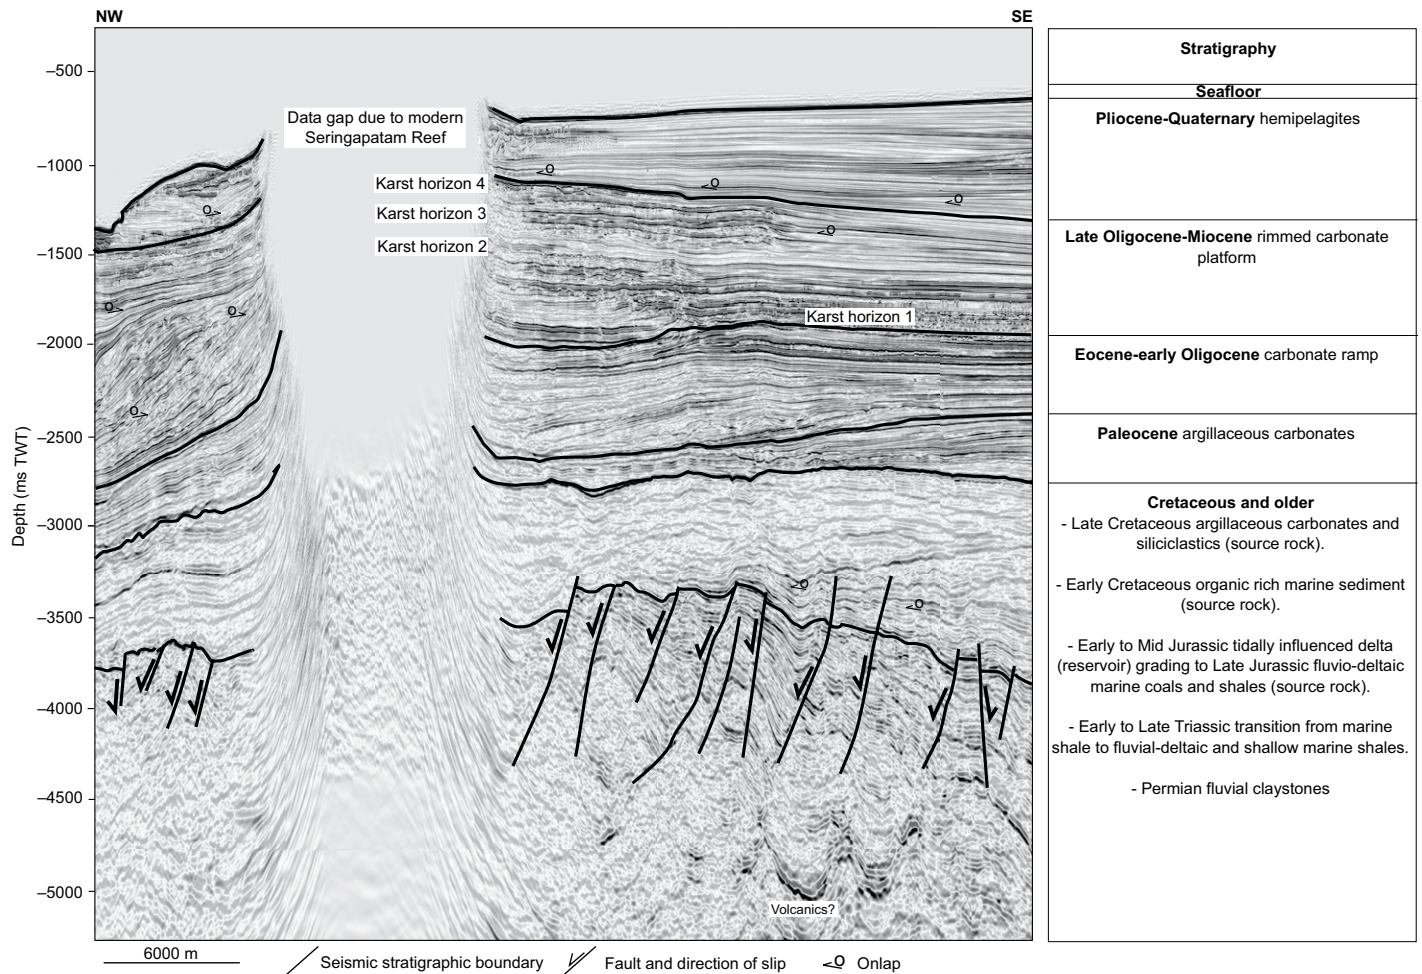 NW
SE
Depth (ms TWT)
–500
–1000
–1500
–2000
–2500
–3000
–3500
–4000
–4500
–5000
Data gap due to modern
Seringapatam Reef
Karst horizon 4
Karst horizon 3
Karst horizon 2
Karst horizon 1
O
O
O
O
O
O
O
O
O
O
Volcanics?
Stratigraphy
Seafloor
Pliocene-Quaternary hemipelagites
Late Oligocene-Miocene rimmed carbonate
platform
Eocene-early Oligocene carbonate ramp
Paleocene argillaceous carbonates
Cretaceous and older
- Late Cretaceous argillaceous carbonates and
siliciclastics (source rock).
- Early Cretaceous organic rich marine sediment
(source rock).
- Early to Mid Jurassic tidally influenced delta
(reservoir) grading to Late Jurassic fluvio-deltaic
marine coals and shales (source rock).
- Early to Late Triassic transition from marine
shale to fluvial-deltaic and shallow marine shales.
- Permian fluvial claystones
6000 m
Seismic stratigraphic boundary
Fault and direction of slip
O Onlap